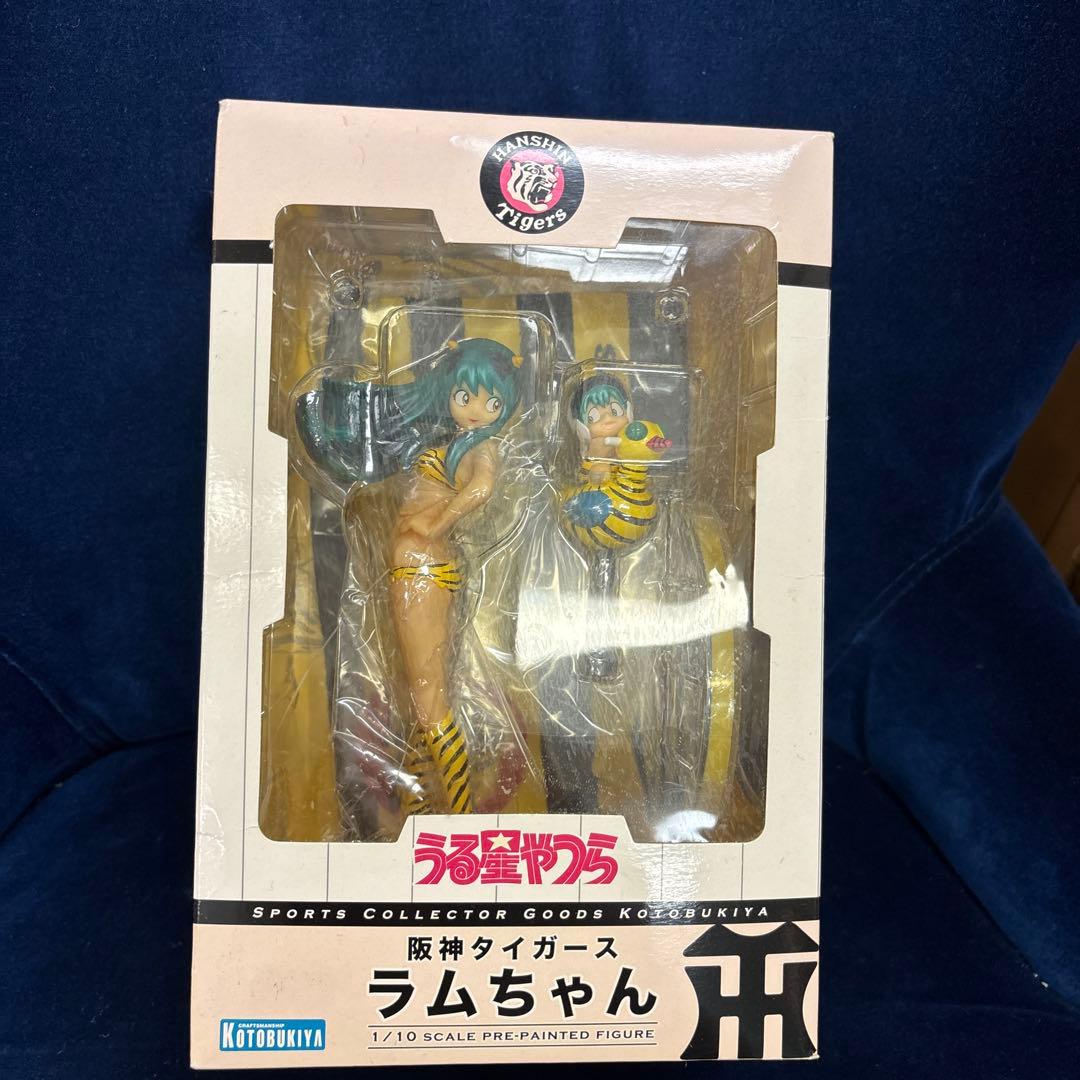 HANSHIN
Tigers
うる星やつら
SPORTS COLLECTOR GOODS KOTOBUKIYA
阪神タイガース
ラムちゃん
1/10 SCALE PRE-PAINTED FIGURE
CRAFTSMANSHIP
KOTOBUKIYA
HT